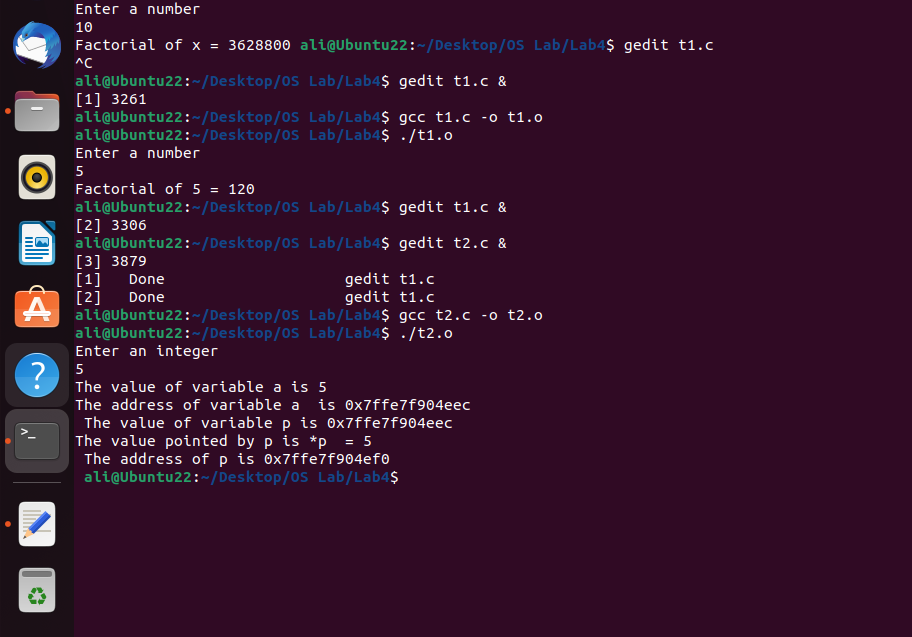 Enter a number
10
Factorial of x = 3628800 ali@Ubuntu22:~/Desktop/OS Lab/Lab4$ gedit t1.c
^C
ali@Ubuntu22:~/Desktop/OS Lab/Lab4$ gedit t1.c &
[1] 3261
ali@Ubuntu22:~/Desktop/OS Lab/Lab4$ gcc t1.c -o t1.o
ali@Ubuntu22:~/Desktop/OS Lab/Lab4$ ./t1.o
Enter a number
5
Factorial of 5 = 120
ali@Ubuntu22:~/Desktop/OS Lab/Lab4$ gedit t1.c &
[2] 3306
ali@Ubuntu22:~/Desktop/OS Lab/Lab4$ gedit t2.c &
[3] 3879
[1]   Done                    gedit t1.c
[2]   Done                    gedit t1.c
ali@Ubuntu22:~/Desktop/OS Lab/Lab4$ gcc t2.c -o t2.o
ali@Ubuntu22:~/Desktop/OS Lab/Lab4$ ./t2.o
Enter an integer
5
The value of variable a is 5
The address of variable a  is 0x7ffe7f904eec
 The value of variable p is 0x7ffe7f904eec
The value pointed by p is *p  = 5
 The address of p is 0x7ffe7f904ef0
 ali@Ubuntu22:~/Desktop/OS Lab/Lab4$